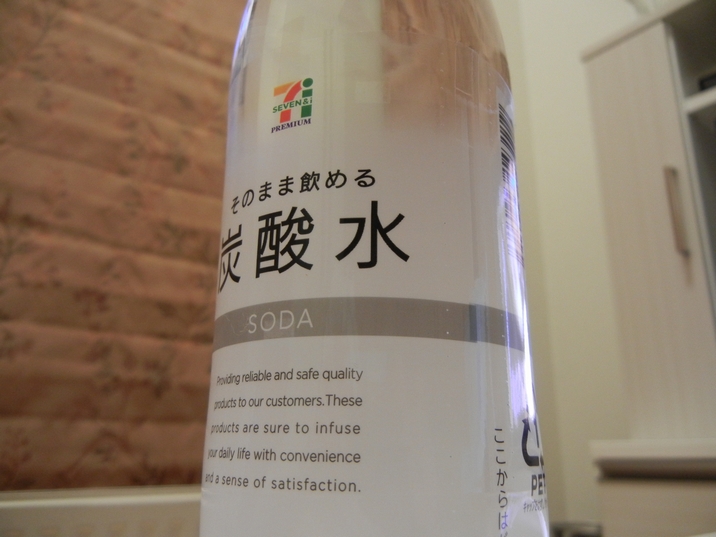 SEVEN&i
PREMIUM
そのまま飲める
炭酸水
SODA
Providing reliable and safe quality
products to our customers.These
products are sure to infuse
your daily life with convenience
and a sense of satisfaction.
ここからは
PET